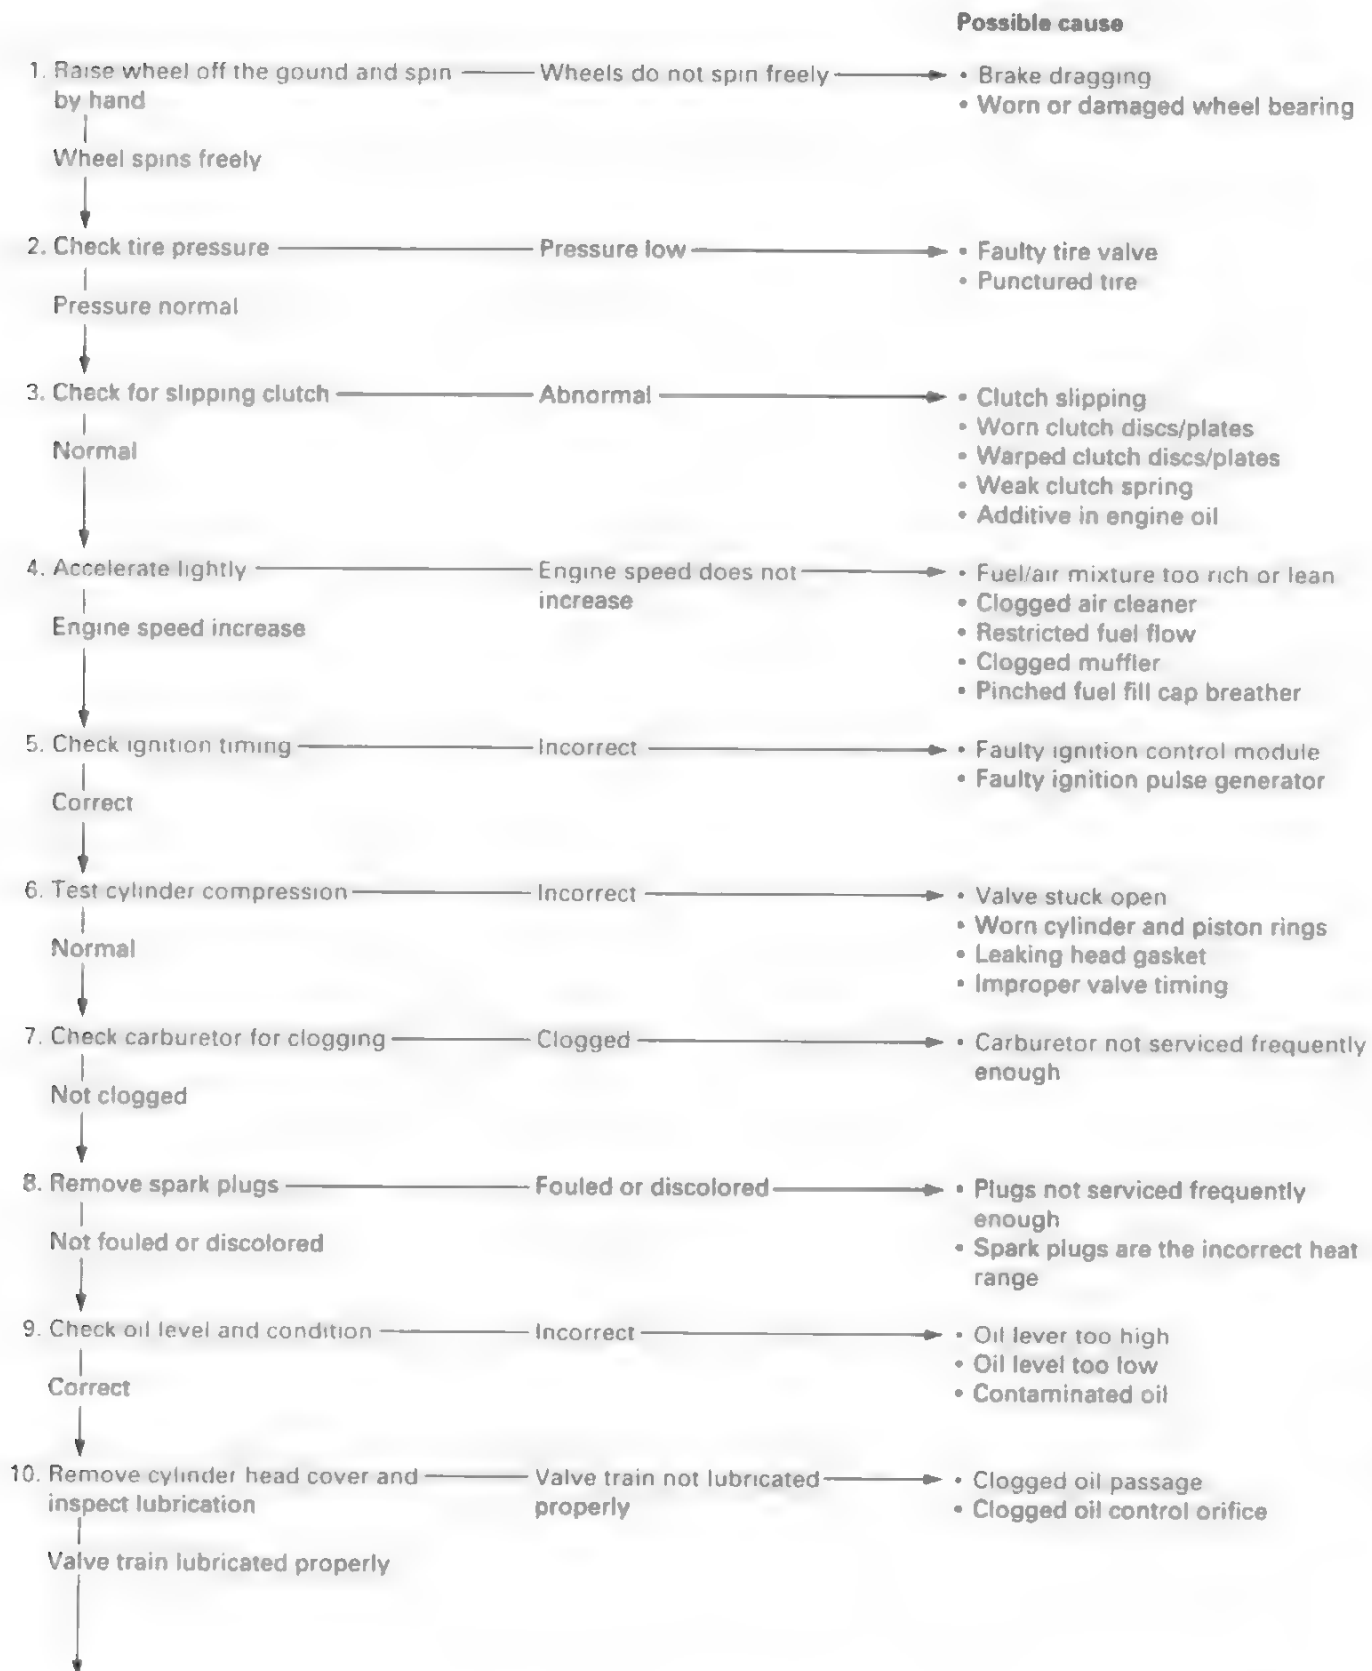 Possible cause
1. Raise wheel off the gound and spin Wheels do not spin freely • Brake dragging
by hand • Worn or damaged wheel bearing
Wheel spins freely
2. Check tire pressure Pressure low • Faulty tire valve
• Punctured tire
Pressure normal
3. Check for slipping clutch Abnormal • Clutch slipping
• Worn clutch discs/plates
Normal
• Warped clutch discs/plates
• Weak clutch spring
• Additive in engine oil
4. Accelerate lightly Engine speed does not • Fuel/air mixture too rich or lean
increase • Clogged air cleaner
Engine speed increase • Restricted fuel flow
• Clogged muffler
• Pinched fuel fill cap breather
5. Check ignition timing Incorrect • Faulty ignition control module
• Faulty ignition pulse generator
Correct
6. Test cylinder compression Incorrect • Valve stuck open
• Worn cylinder and piston rings
Normal • Leaking head gasket
• Improper valve timing
7. Check carburetor for clogging Clogged • Carburetor not serviced frequently
enough
Not clogged
8. Remove spark plugs Fouled or discolored • Plugs not serviced frequently
enough
Not fouled or discolored • Spark plugs are the incorrect heat
range
9. Check oil level and condition Incorrect • Oil lever too high
• Oil level too low
Correct • Contaminated oil
10. Remove cylinder head cover and Valve train not lubricated • Clogged oil passage
inspect lubrication properly • Clogged oil control orifice
Valve train lubricated properly